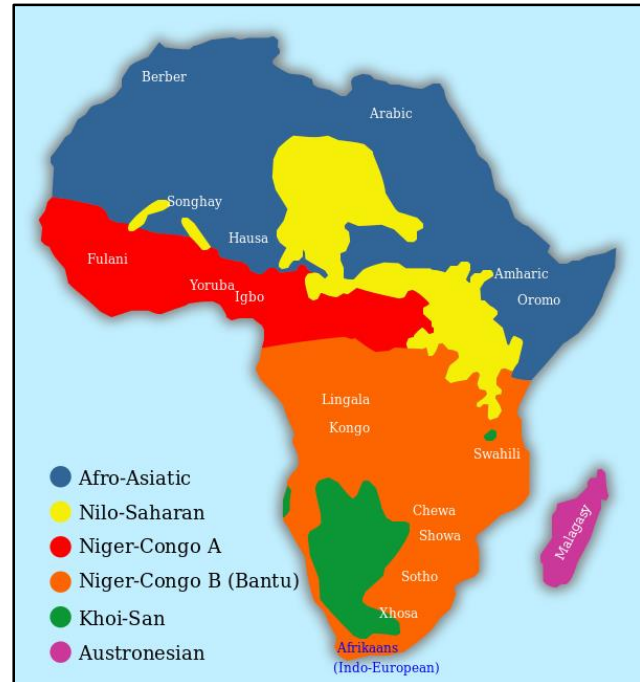 Berber
Arabic
Songhay
Hausa
Fulani
Yoruba
Igbo
Amharic
Oromo
Lingala
Kongo
Swahili
Chewa
Showa
Sotho
Xhosa
Malagasy
Afrikaans
(Indo-European)
Afro-Asiatic
Nilo-Saharan
Niger-Congo A
Niger-Congo B (Bantu)
Khoi-San
Austronesian